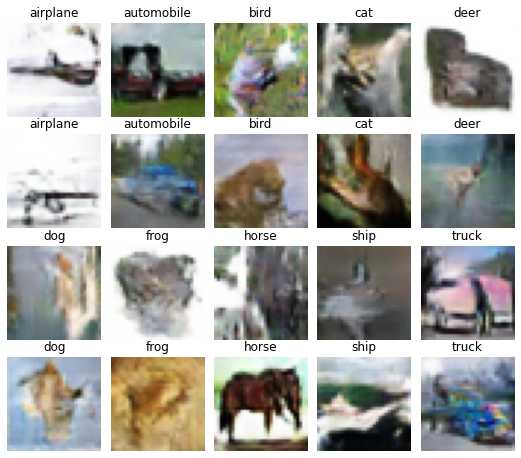 airplane automobile bird cat deer
airplane automobile bird cat deer
dog frog horse ship truck
dog frog horse ship truck